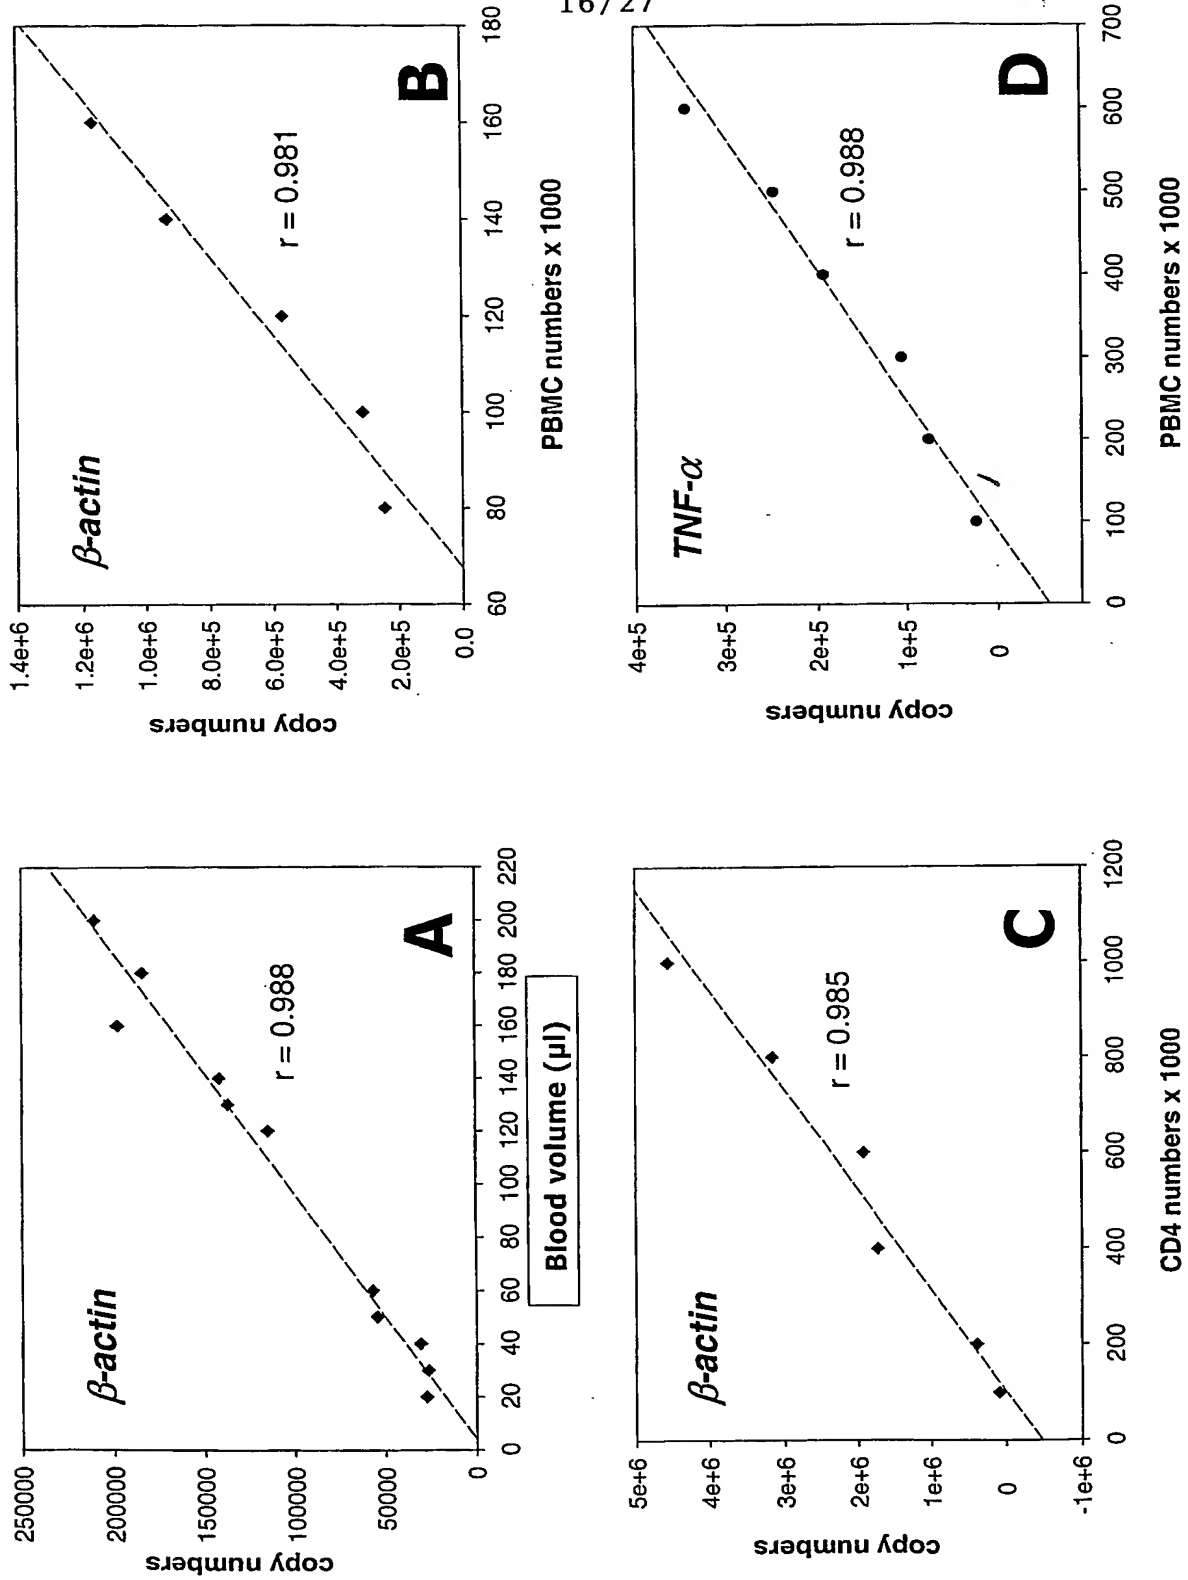 16/27
250000
200000
150000
100000
50000
0
copy numbers
β-actin
r = 0.988
A
0 20 40 60 80 100 120 140 160 180 200 220
Blood volume (µl)
1.4e+6
1.2e+6
1.0e+6
8.0e+5
6.0e+5
4.0e+5
2.0e+5
0.0
copy numbers
β-actin
r = 0.981
B
60 80 100 120 140 160 180
PBMC numbers x 1000
5e+6
4e+6
3e+6
2e+6
1e+6
0
-1e+6
copy numbers
β-actin
r = 0.985
C
0 200 400 600 800 1000 1200
CD4 numbers x 1000
4e+5
3e+5
2e+5
1e+5
0
copy numbers
TNF-α
r = 0.988
D
0 100 200 300 400 500 600 700
PBMC numbers x 1000